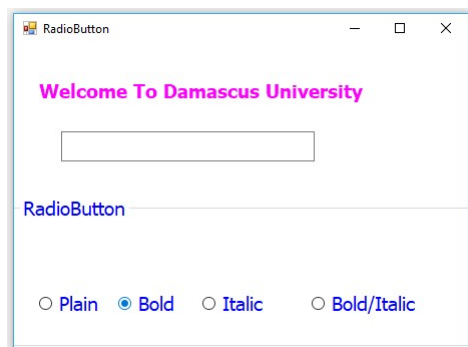 RadioButton
Welcome To Damascus University
RadioButton
Plain Bold Italic Bold/Italic